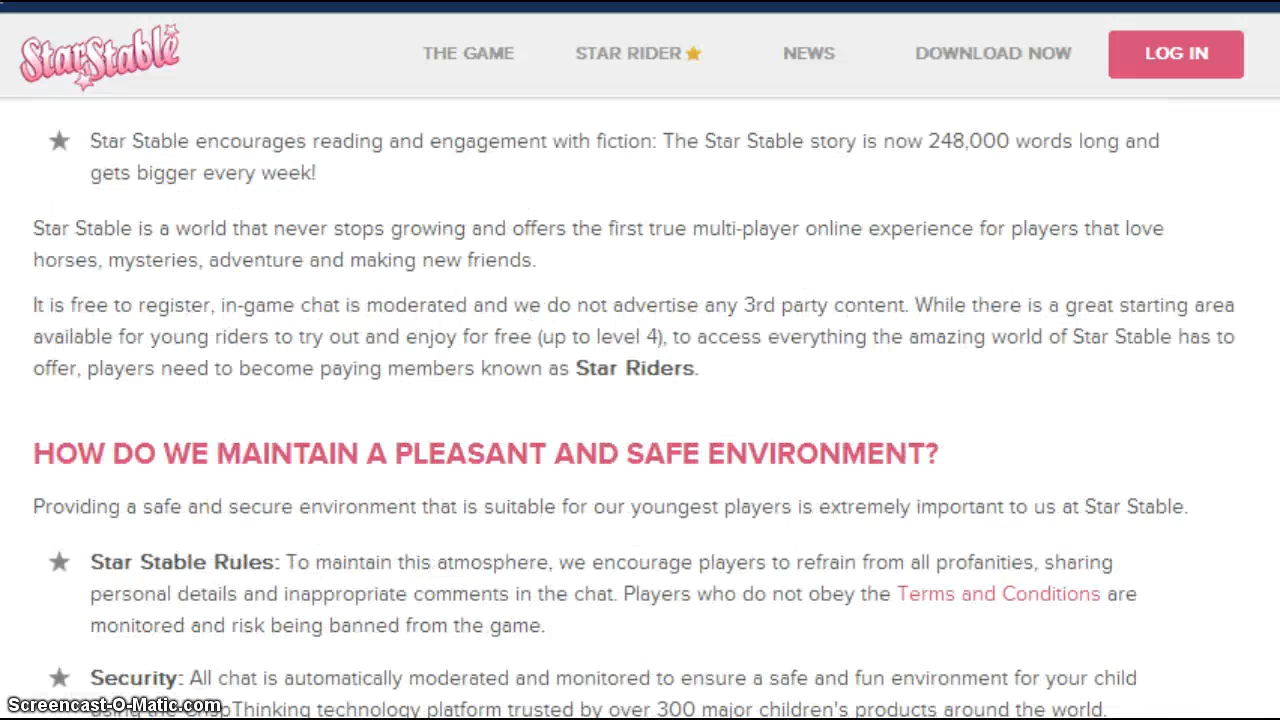 StarStable
THE GAME
STAR RIDER
NEWS
DOWNLOAD NOW
LOG IN
Star Stable encourages reading and engagement with fiction: The Star Stable story is now 248,000 words long and
gets bigger every week!
Star Stable is a world that never stops growing and offers the first true multi-player online experience for players that love
horses, mysteries, adventure and making new friends.
It is free to register, in-game chat is moderated and we do not advertise any 3rd party content. While there is a great starting area
available for young riders to try out and enjoy for free (up to level 4), to access everything the amazing world of Star Stable has to
offer, players need to become paying members known as Star Riders.
HOW DO WE MAINTAIN A PLEASANT AND SAFE ENVIRONMENT?
Providing a safe and secure environment that is suitable for our youngest players is extremely important to us at Star Stable.
Star Stable Rules: To maintain this atmosphere, we encourage players to refrain from all profanities, sharing
personal details and inappropriate comments in the chat. Players who do not obey the Terms and Conditions are
monitored and risk being banned from the game.
Security: All chat is automatically moderated and monitored to ensure a safe and fun environment for your child
using the CrispThinking technology platform trusted by over 300 major children's products around the world.
Screencast-O-Matic.com